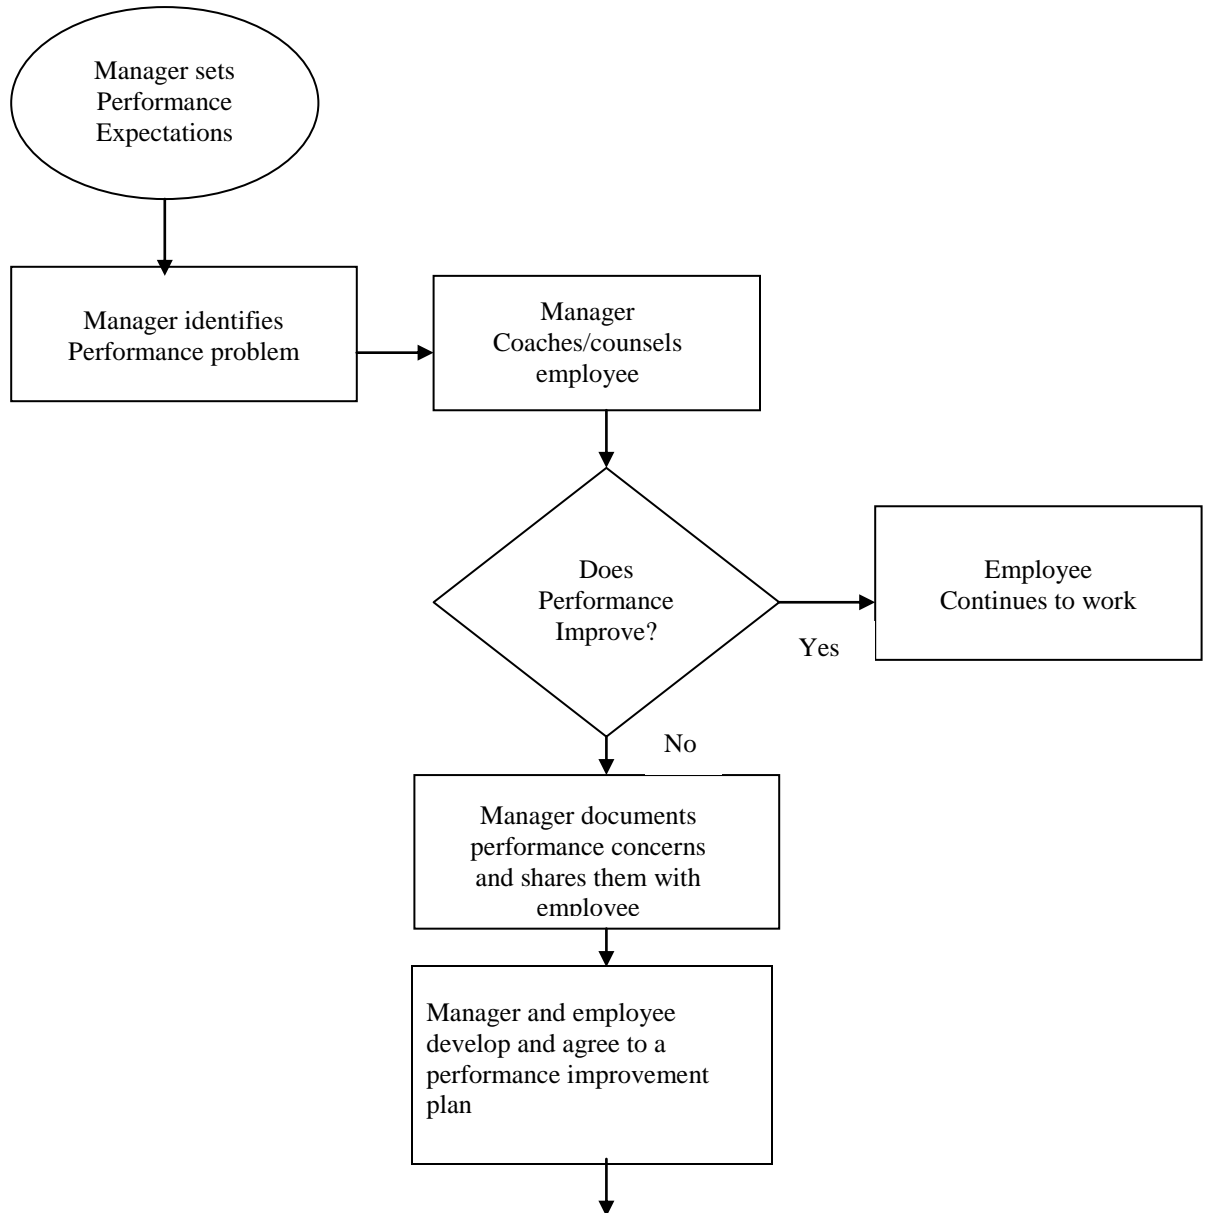 Manager sets
Performance
Expectations
Manager identifies
Performance problem
Manager
Coaches/counsels
employee
Does
Performance
Improve?
Employee
Continues to work
Yes
No
Manager documents
performance concerns
and shares them with
employee
Manager and employee
develop and agree to a
performance improvement
plan